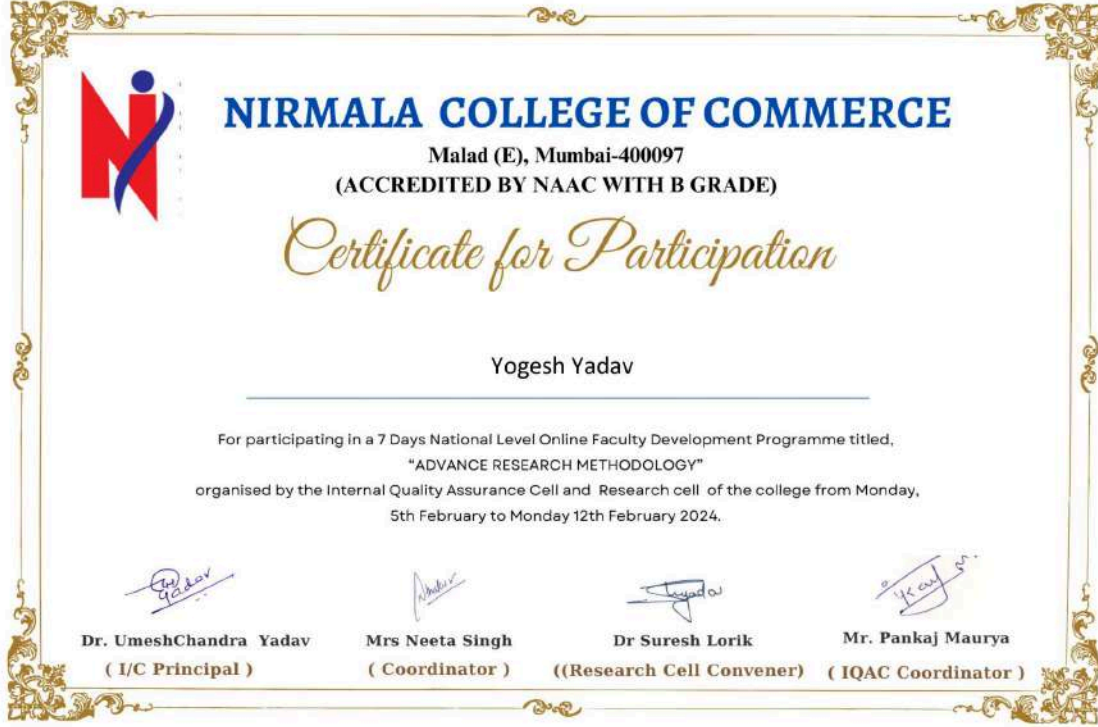 NIRMALA COLLEGE OF COMMERCE
Malad (E), Mumbai-400097
(ACCREDITED BY NAAC WITH B GRADE)
Certificate for Participation
Yogesh Yadav
For participating in a 7 Days National Level Online Faculty Development Programme titled,
“ADVANCE RESEARCH METHODOLOGY”
organised by the Internal Quality Assurance Cell and Research cell of the college from Monday,
5th February to Monday 12th February 2024.
Dr. UmeshChandra Yadav
Mrs Neeta Singh
Dr Suresh Lorik
Mr. Pankaj Maurya
( I/C Principal )
( Coordinator )
((Research Cell Convener)
( IQAC Coordinator )